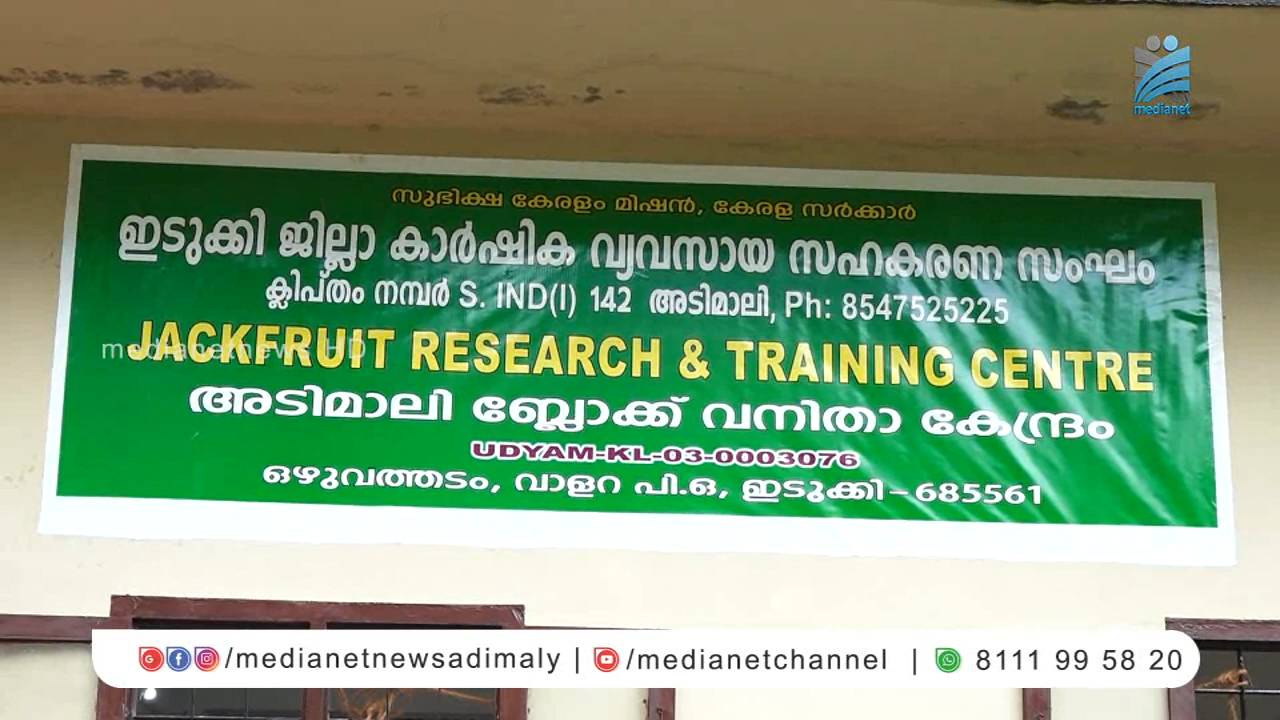 medianet
സുഭിക്ഷ കേരളം മിഷൻ, കേരള സർക്കാർ
ഇടുക്കി ജില്ലാ കാർഷിക വ്യവസായ സഹകരണ സംഘം
ക്ലിപ്തം നമ്പർ S. IND(I) 142 അടിമാലി, Ph: 8547525225
JACKFRUIT RESEARCH & TRAINING CENTRE
medianetnews HD
അടിമാലി ബ്ലോക്ക് വനിതാ കേന്ദ്രം
UDYAM-KL-03-0003076
ഒഴുവത്തടം, വാളറ പി.ഒ, ഇടുക്കി-685561
/medianetnewsadimaly | /medianetchannel | 8111 99 58 20